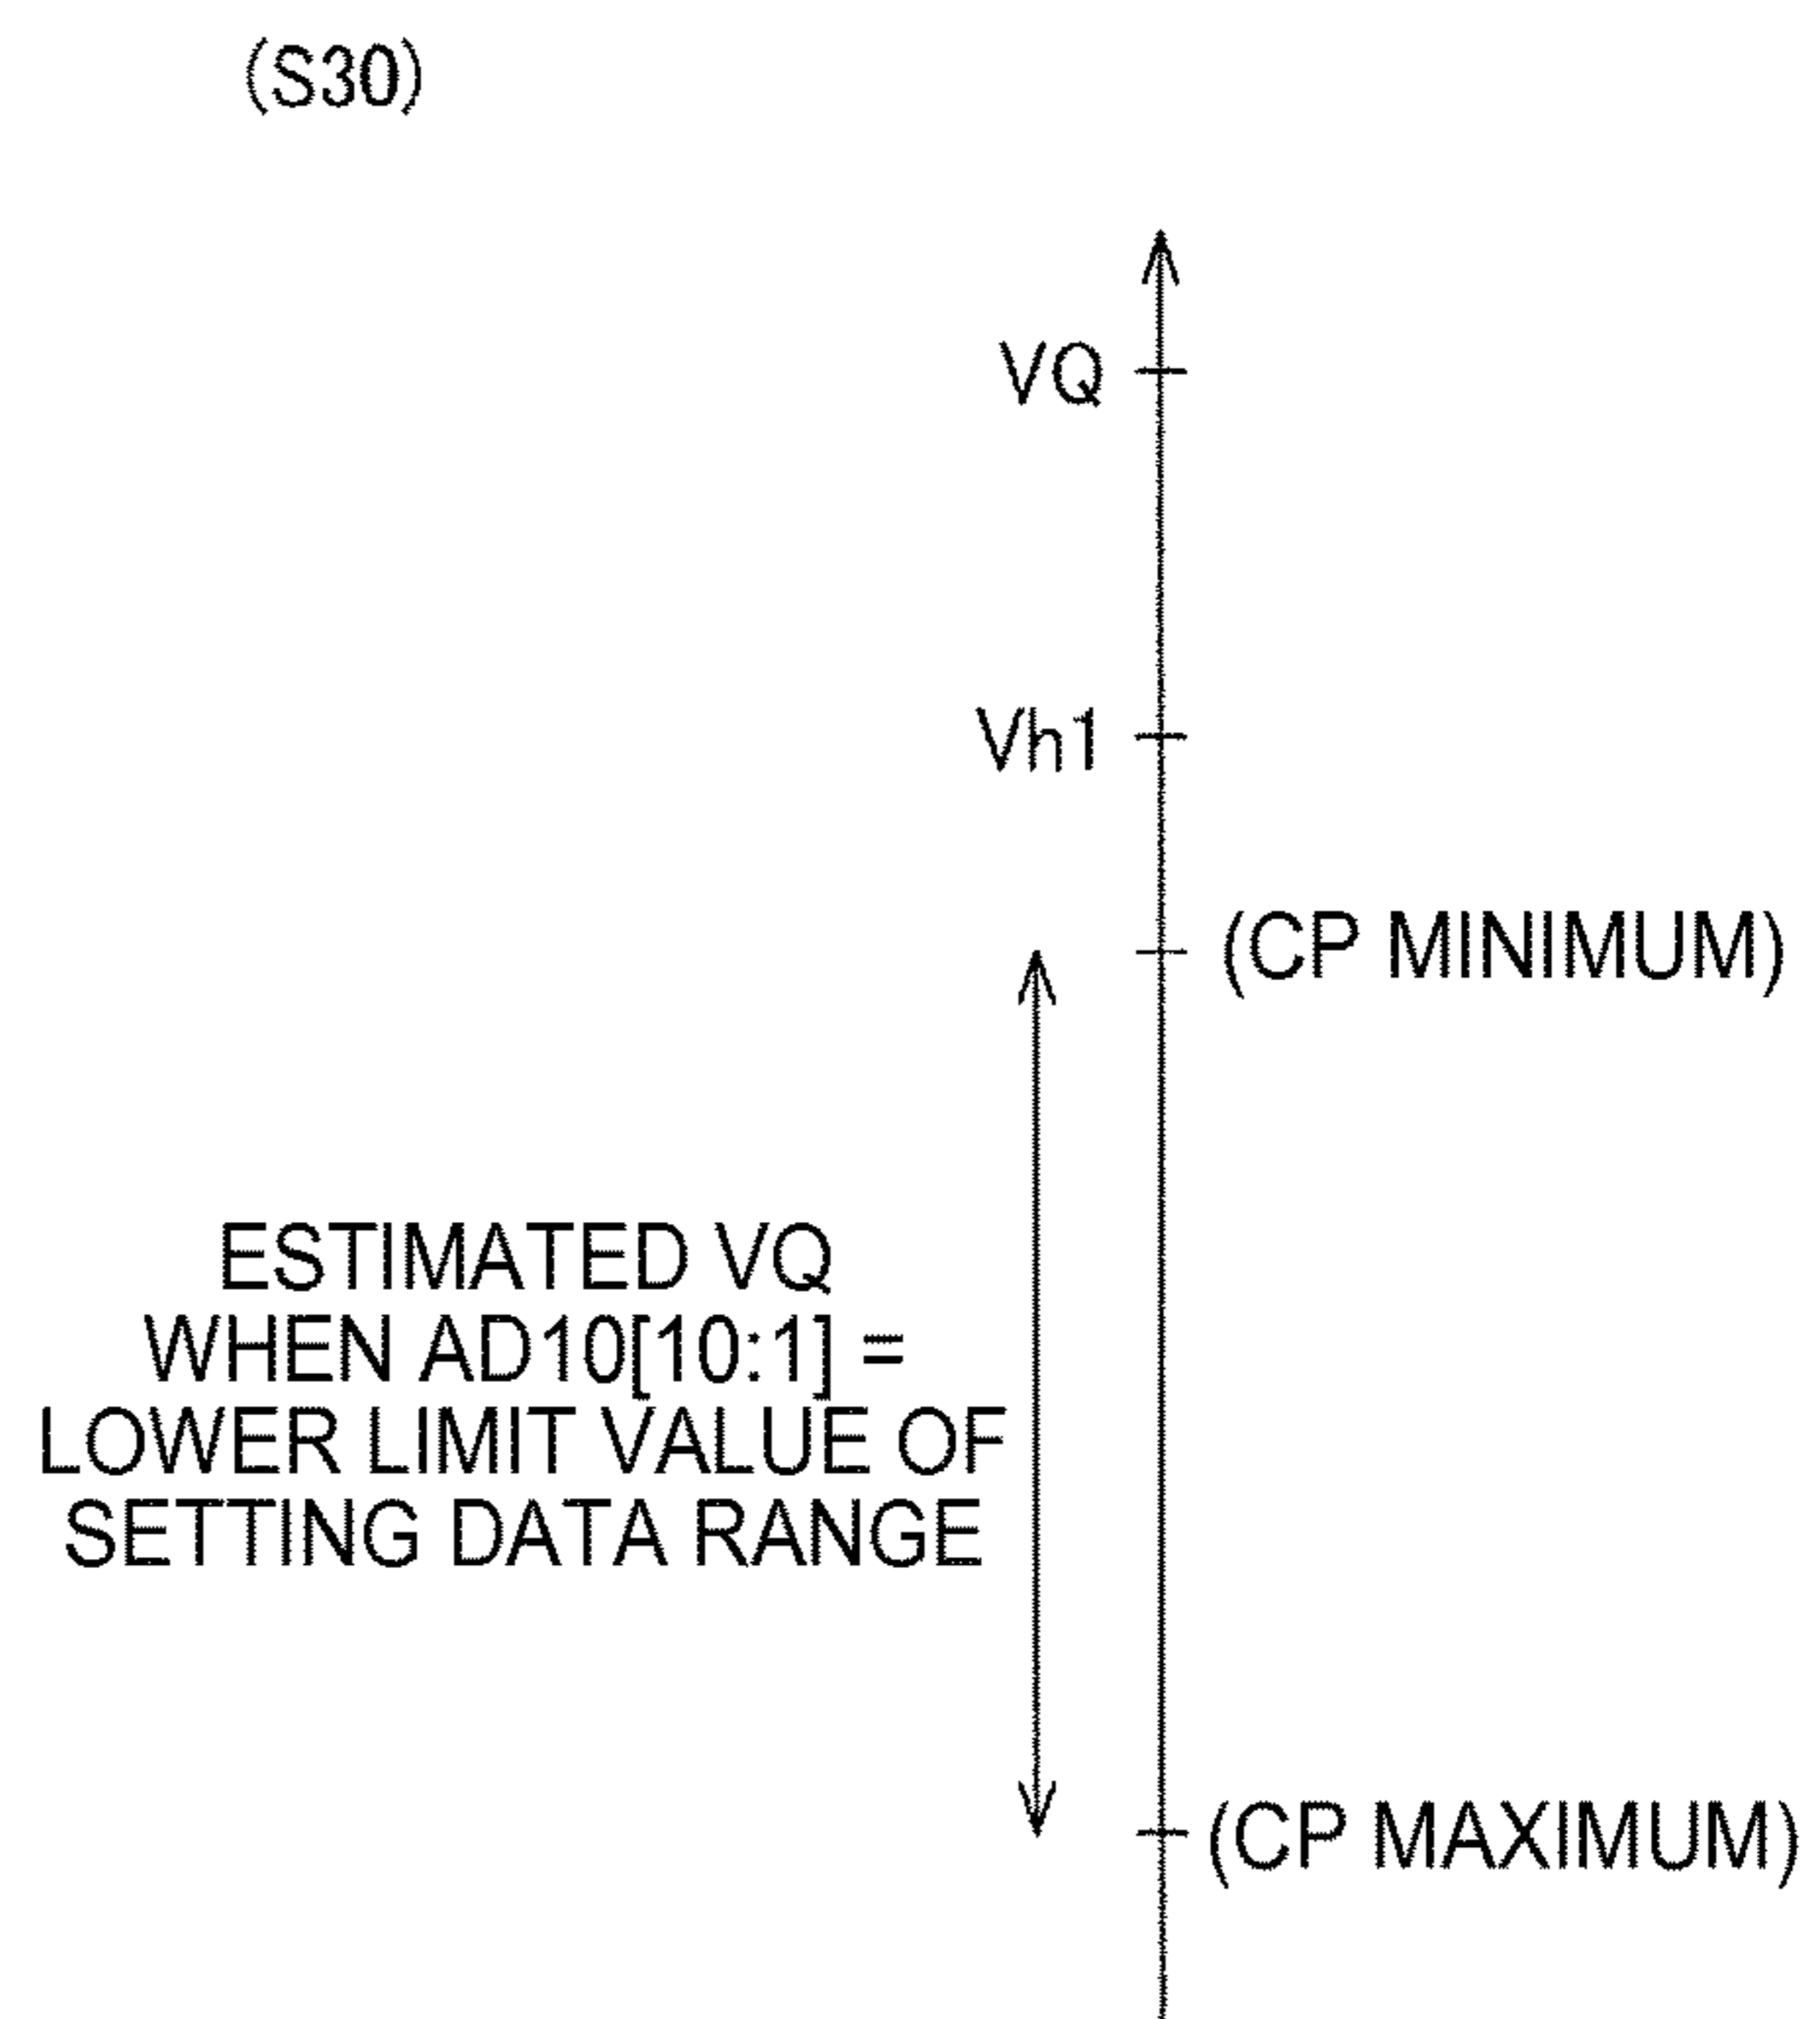 (S30)
VQ
Vh1
(CP MINIMUM)
ESTIMATED VQ
WHEN AD10[10:1] =
LOWER LIMIT VALUE OF
SETTING DATA RANGE
(CP MAXIMUM)